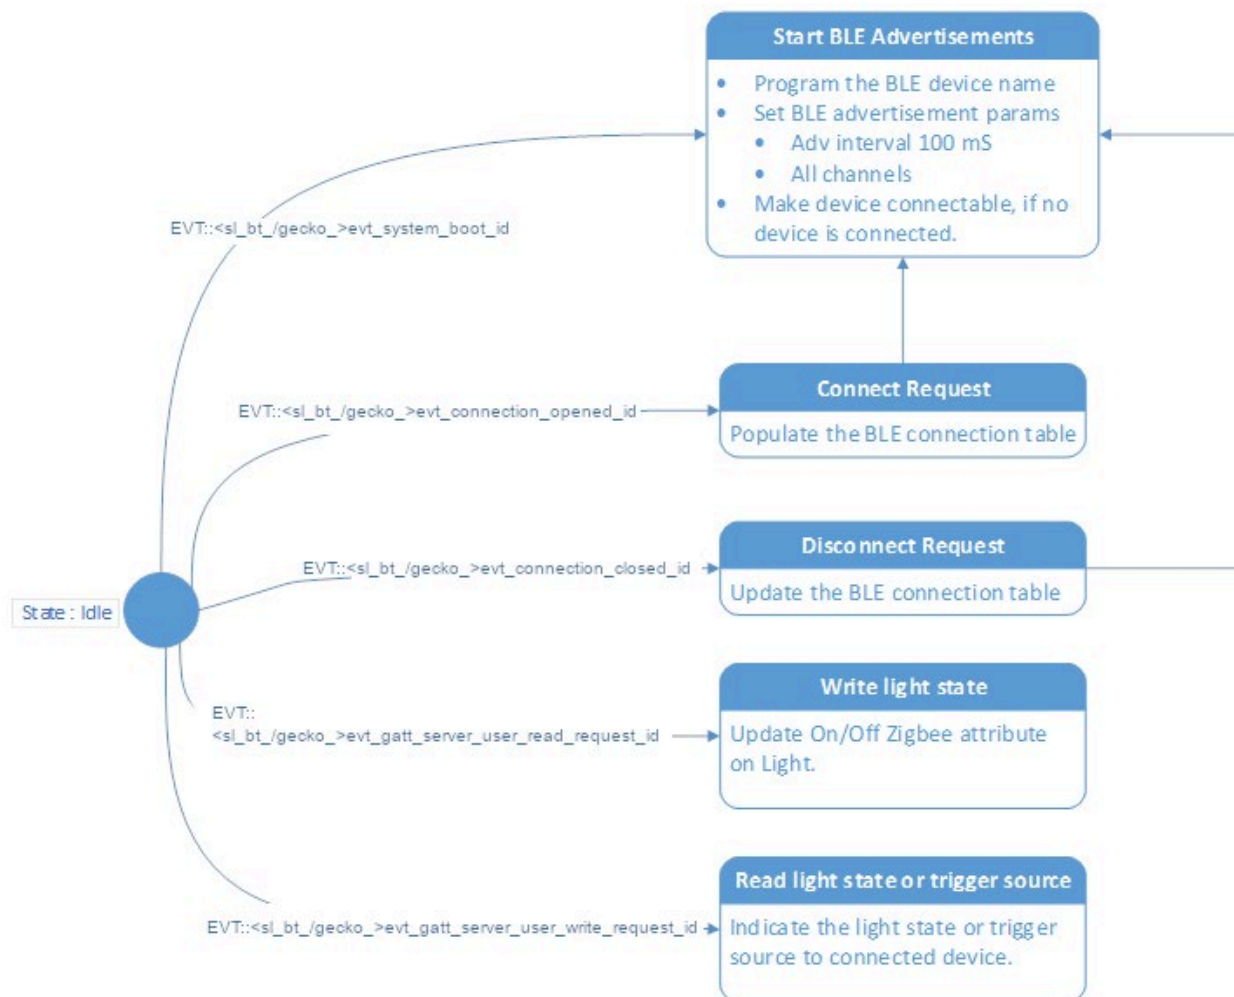 Start BLE Advertisements
• Program the BLE device name
• Set BLE advertisement params
• Adv interval 100 mS
• All channels
• Make device connectable, if no
device is connected.
EVT::<sl_bt_/gecko_>evt_system_boot_id
Connect Request
EVT::<sl_bt_/gecko_>evt_connection_opened_id
Populate the BLE connection table
Disconnect Request
EVT::<sl_bt_/gecko_>evt_connection_closed_id
Update the BLE connection table
State : Idle
Write light state
EVT::
<sl_bt_/gecko_>evt_gatt_server_user_read_request_id
Update On/Off Zigbee attribute
on Light.
Read light state or trigger source
EVT::<sl_bt_/gecko_>evt_gatt_server_user_write_request_id
Indicate the light state or trigger
source to connected device.